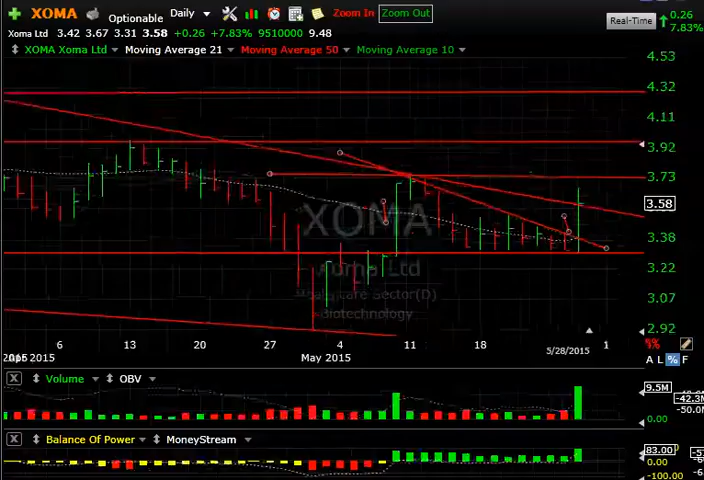 XOMA Optionable Daily Zoom In Zoom Out Real-Time 0.26
7.83%
Xoma Ltd 3.42 3.67 3.31 3.58 +0.26 +7.83% 9510000 9.48
XOMA Xoma Ltd Moving Average 21 Moving Average 50 Moving Average 10
4.53
4.32
4.11
3.92
3.73
3.58
3.38
3.22
3.07
2.92
XOMA
Xoma Ltd
Healthcare Sector(D)
Biotechnology
6 13 20 27 4 11 18 5/28/2015 1
2015 May 2015
A L % F
X Volume OBV
9.5M
-42.3M
-50.0M
0.00
X Balance Of Power MoneyStream
83.00
0.00
-100.00